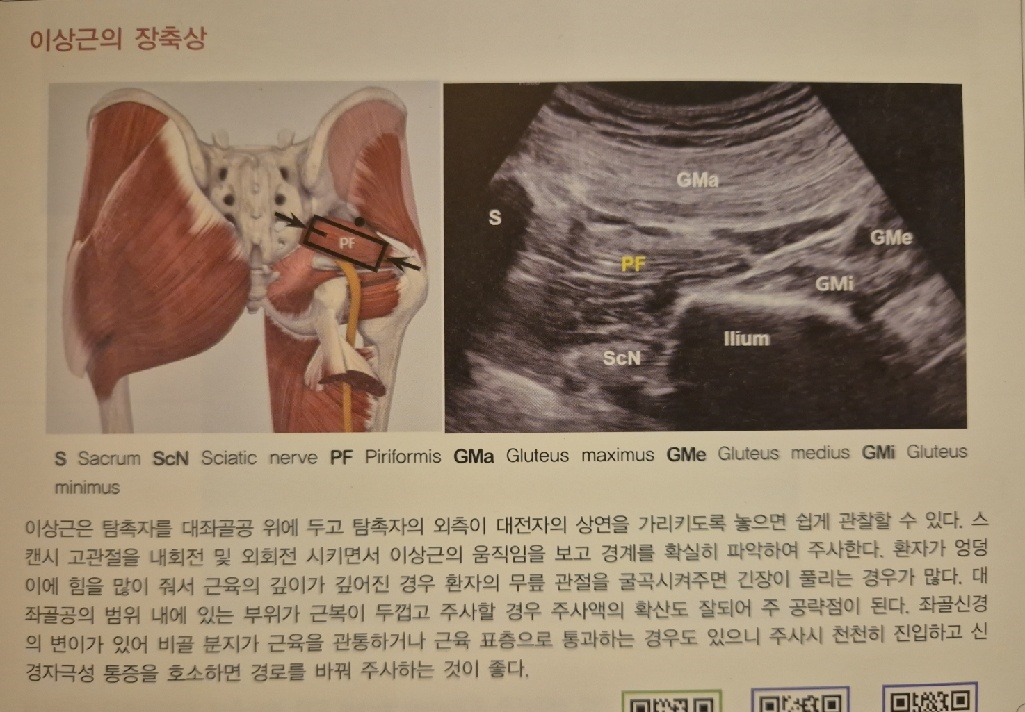 이상근의 장축상
PF
S
GMa
GMe
PF
GMi
Ilium
ScN
S Sacrum ScN Sciatic nerve PF Piriformis GMa Gluteus maximus GMe Gluteus medius GMi Gluteus
minimus
이상근은 탐촉자를 대좌골공 위에 두고 탐촉자의 외측이 대전자의 상연을 가리키도록 놓으면 쉽게 관찰할 수 있다. 스
캔시 고관절을 내회전 및 외회전 시키면서 이상근의 움직임을 보고 경계를 확실히 파악하여 주사한다. 환자가 엉덩
이에 힘을 많이 줘서 근육의 깊이가 깊어진 경우 환자의 무릎 관절을 굴곡시켜주면 긴장이 풀리는 경우가 많다. 대
좌골공의 범위 내에 있는 부위가 근복이 두껍고 주사할 경우 주사액의 확산도 잘되어 주 공략점이 된다. 좌골신경
의 변이가 있어 비골 분지가 근육을 관통하거나 근육 표층으로 통과하는 경우도 있으니 주사시 천천히 진입하고 신
경자극성 통증을 호소하면 경로를 바꿔 주사하는 것이 좋다.